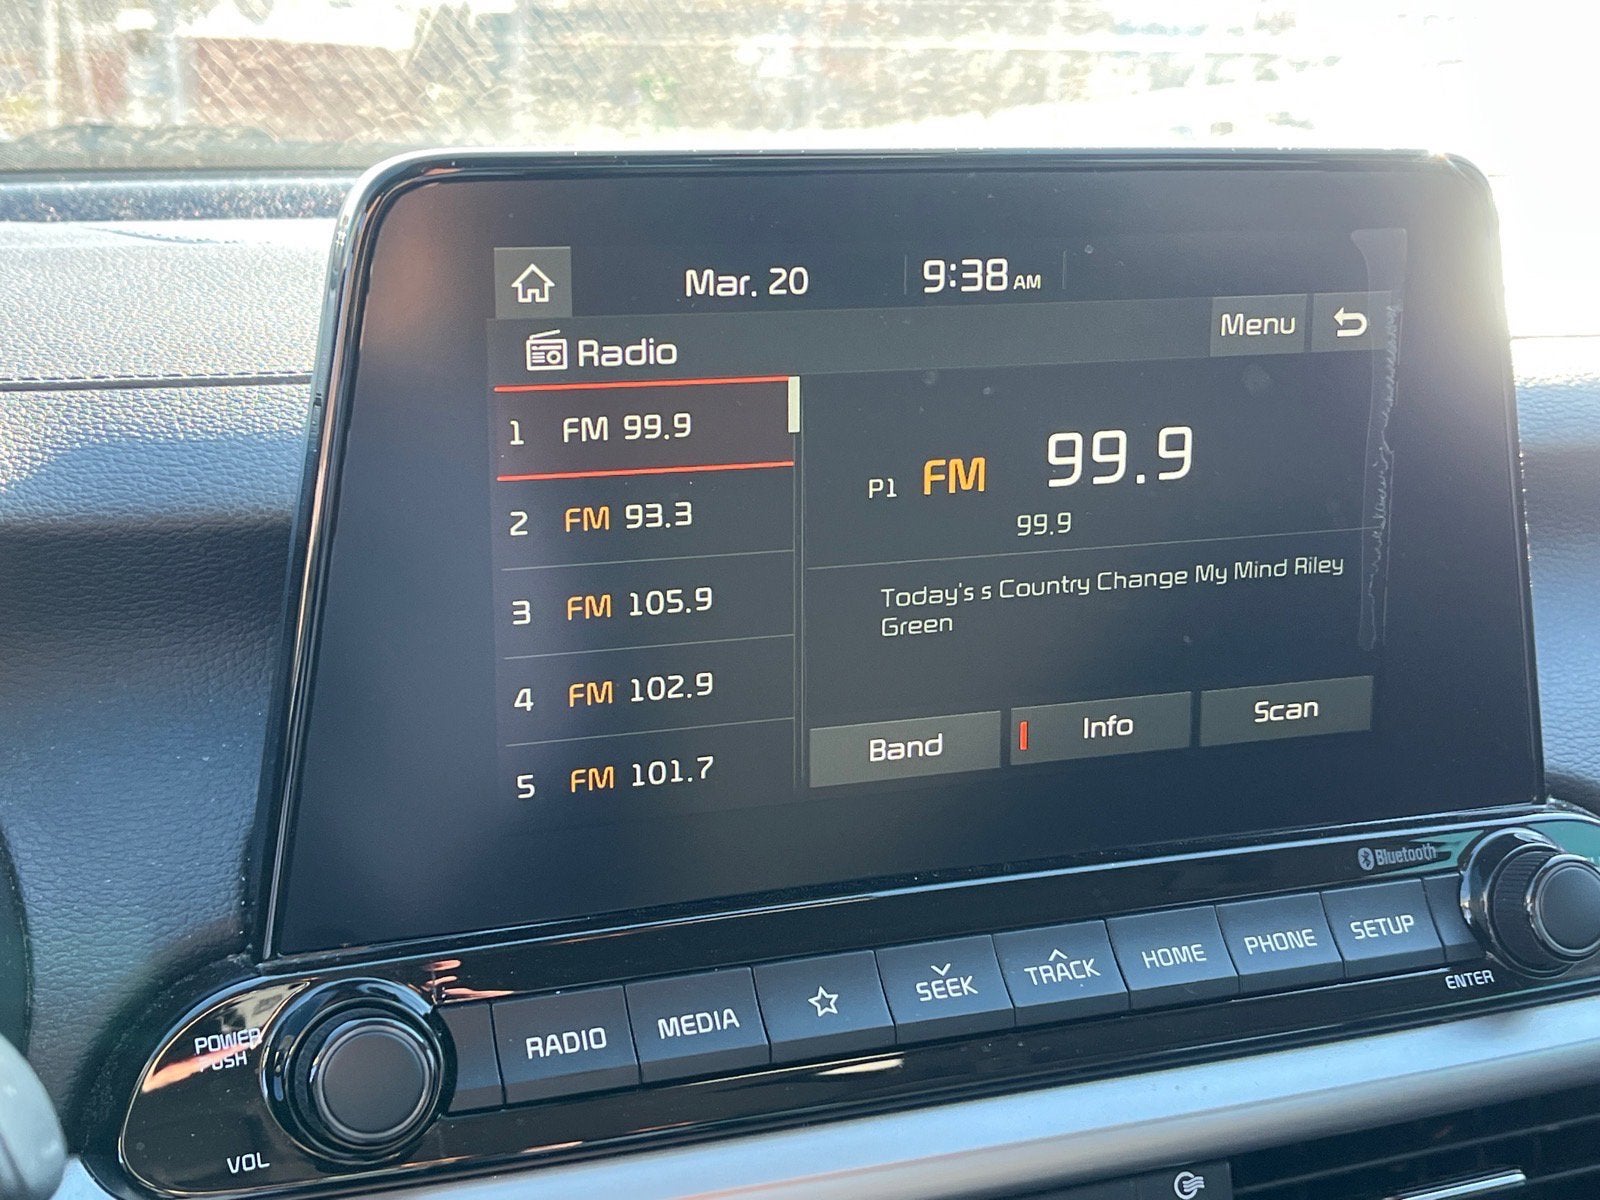 Mar. 20 9:38 AM
Radio Menu
1 FM 99.9
2 FM 93.3
3 FM 105.9
4 FM 102.9
5 FM 101.7
P1 FM 99.9
99.9
Today's s Country Change My Mind Riley
Green
Band Info Scan
Bluetooth
POWER
PUSH
VOL
RADIO MEDIA SEEK TRACK HOME PHONE SETUP
ENTER